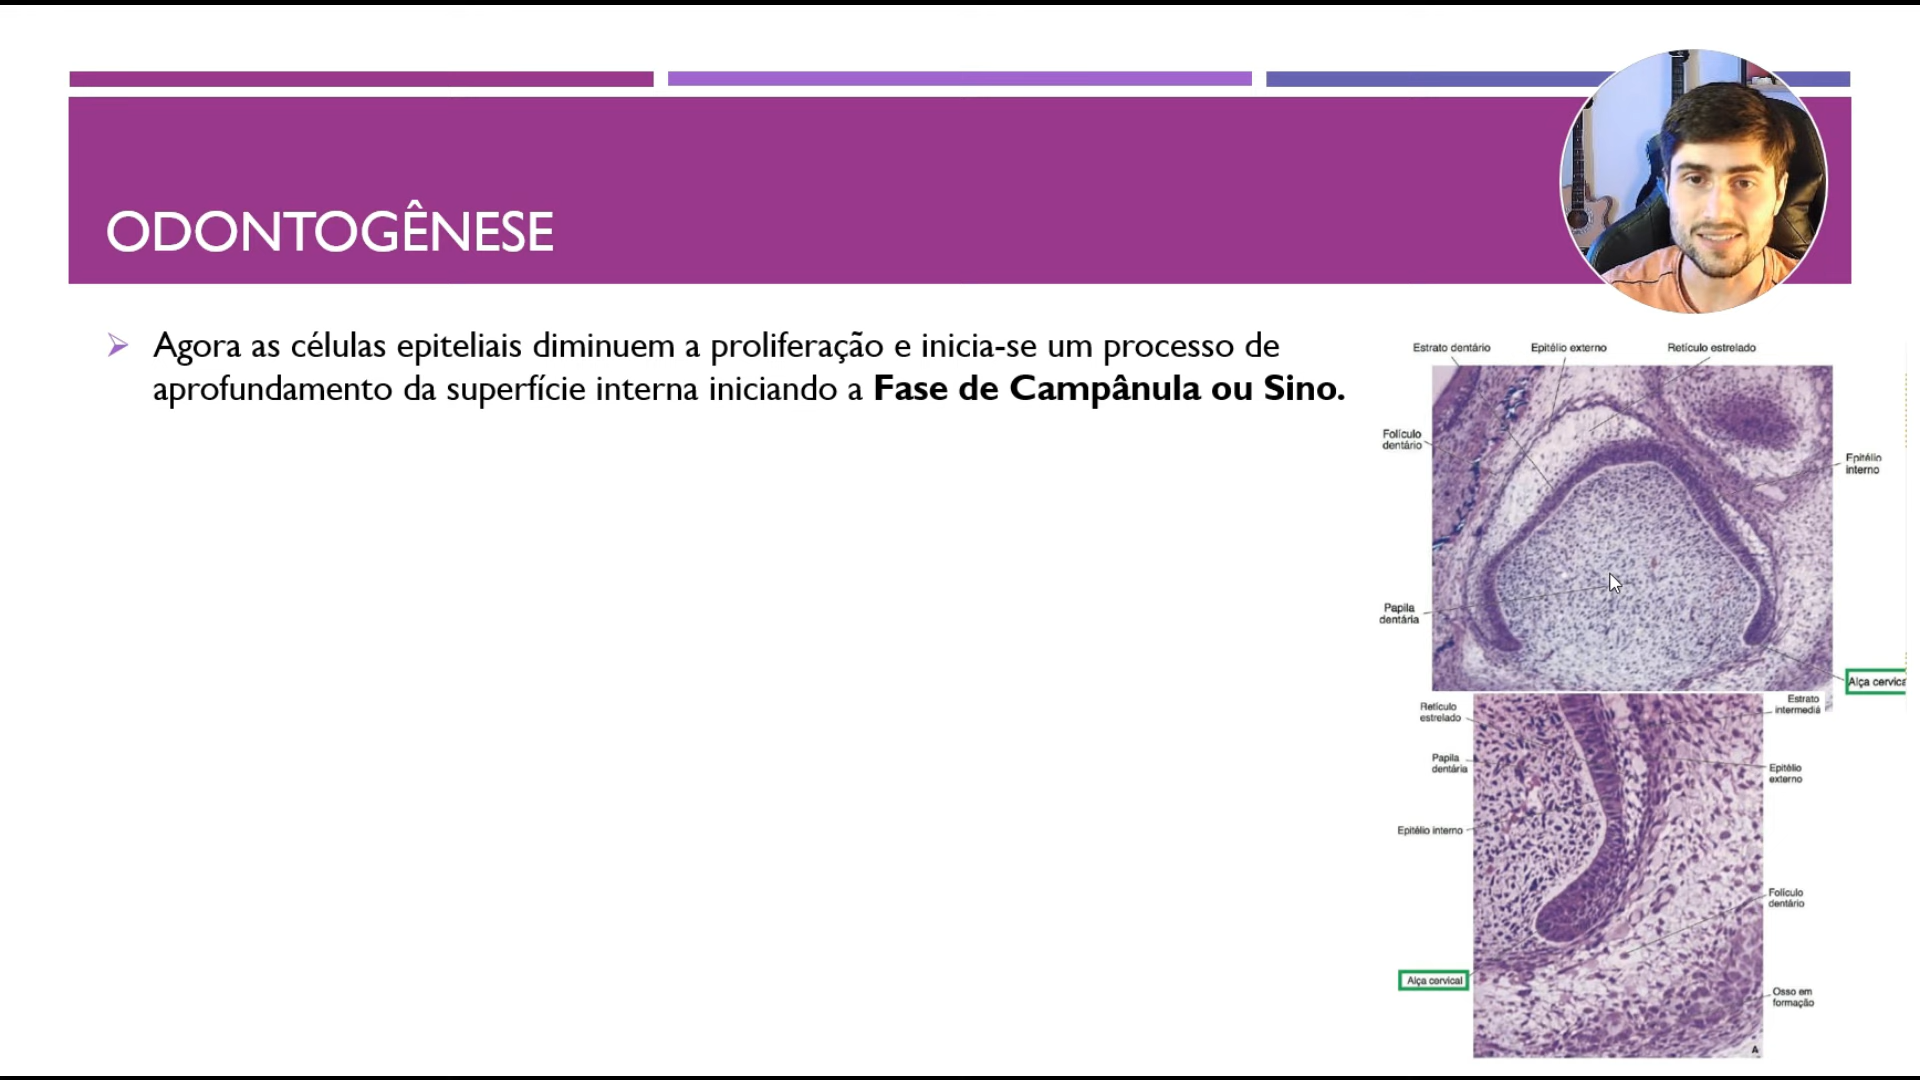 ODONTOGÊNESE
Agora as células epiteliais diminuem a proliferação e inicia-se um processo de
aprofundamento da superfície interna iniciando a Fase de Campânula ou Sino.
Estrato dentário
Epitélio externo
Retículo estrelado
Folículo
dentário
Epitélio
interno
Papila
dentária
Alça cervica
Retículo
estrelado
Estrato
intermediá
Papila
dentária
Epitélio
externo
Epitélio interno
Folículo
dentário
Alça cervical
Osso em
formação
A